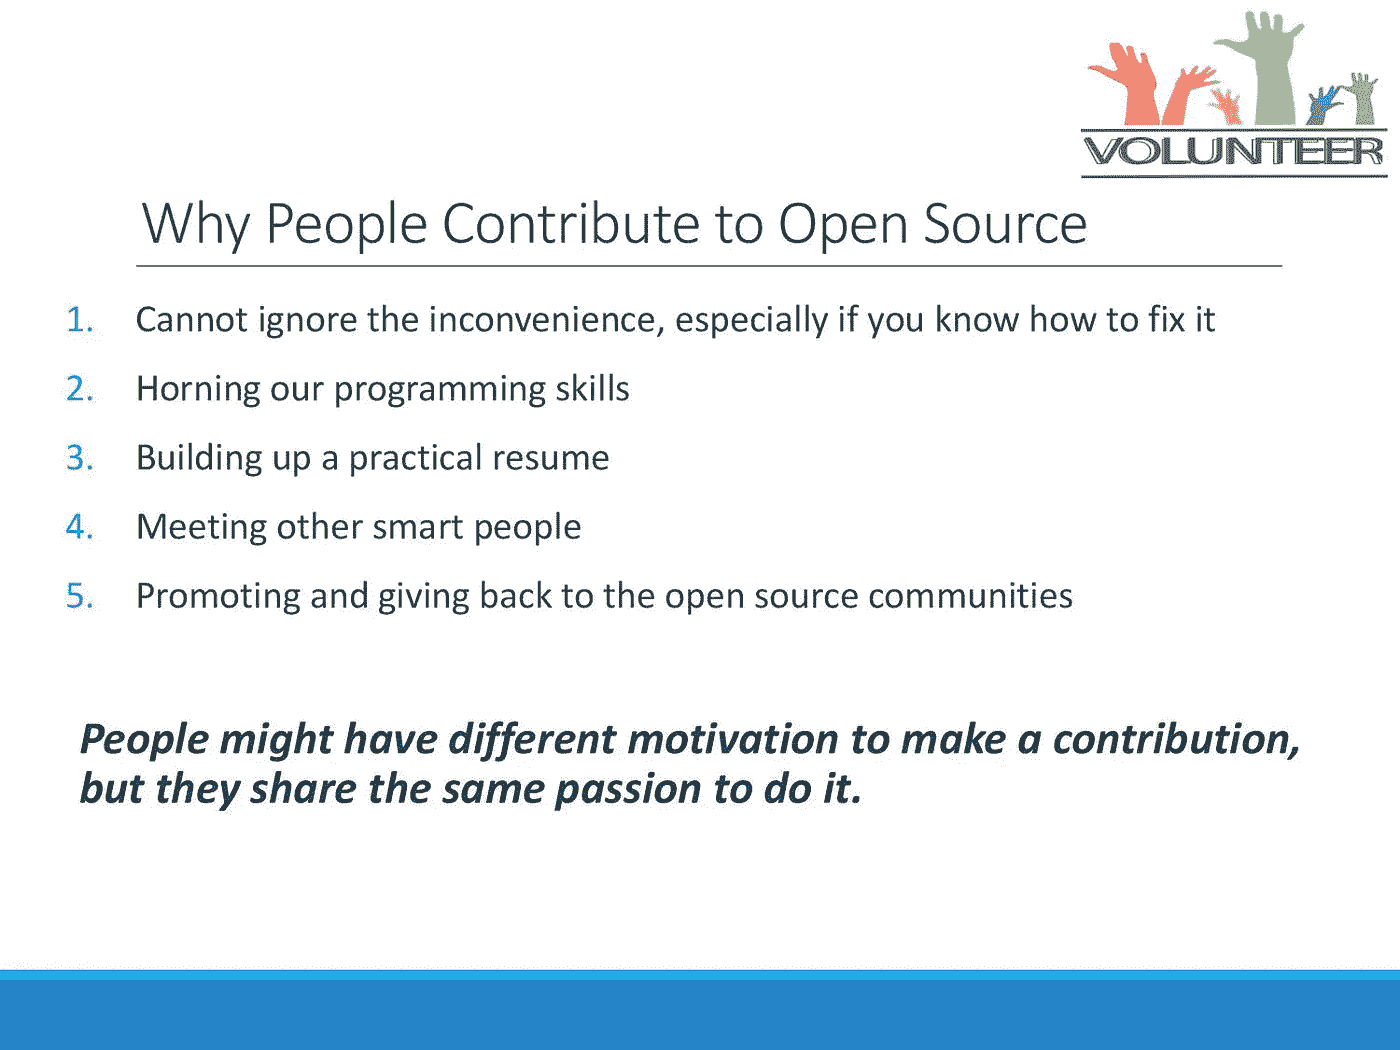 VOLUNTEER
Why People Contribute to Open Source
1. Cannot ignore the inconvenience, especially if you know how to fix it
2. Horning our programming skills
3. Building up a practical resume
4. Meeting other smart people
5. Promoting and giving back to the open source communities
People might have different motivation to make a contribution,
but they share the same passion to do it.